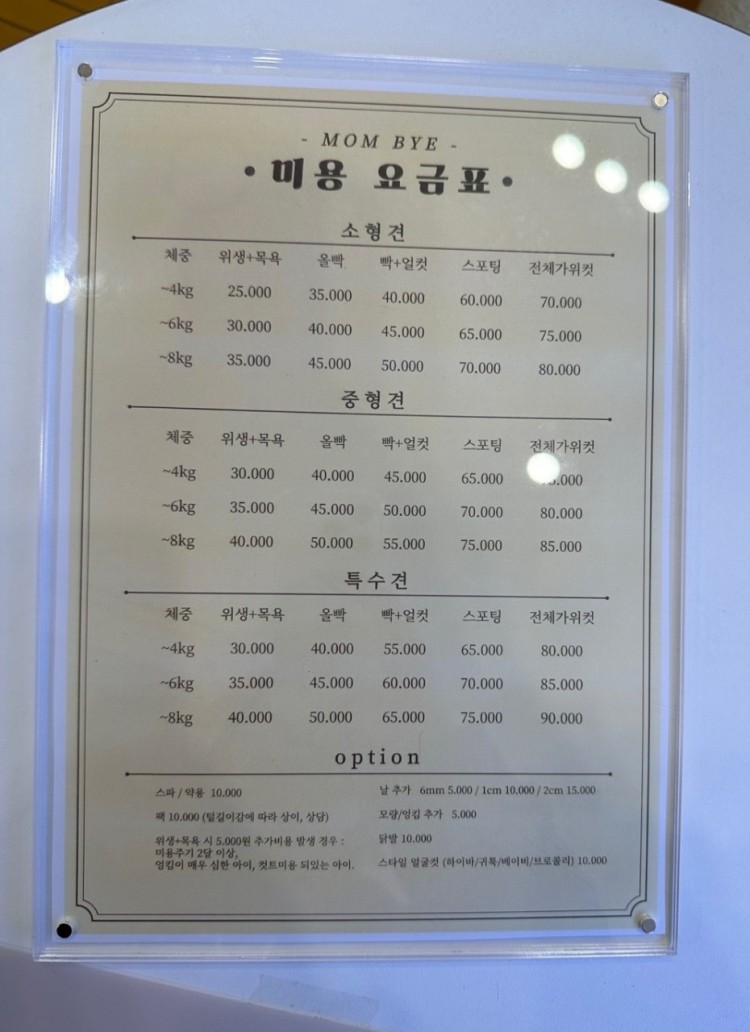 - MOM BYE -
• 미용 요금표 •
소형견
체중 위생+목욕 올빡 빡+얼컷 스포팅 전체가위컷
~4kg 25.000 35.000 40.000 60.000 70.000
~6kg 30.000 40.000 45.000 65.000 75.000
~8kg 35.000 45.000 50.000 70.000 80.000
중형견
체중 위생+목욕 올빡 빡+얼컷 스포팅 전체가위컷
~4kg 30.000 40.000 45.000 65.000
~6kg 35.000 45.000 50.000 70.000 80.000
~8kg 40.000 50.000 55.000 75.000 85.000
특수견
체중 위생+목욕 올빡 빡+얼컷 스포팅 전체가위컷
~4kg 30.000 40.000 55.000 65.000 80.000
~6kg 35.000 45.000 60.000 70.000 85.000
~8kg 40.000 50.000 65.000 75.000 90.000
option
스파 / 약욕 10.000
팩 10.000 (털길이감에 따라 상이, 상담)
위생+목욕 시 5.000원 추가비용 발생 경우 :
미용주기 2달 이상,
엉킴이 매우 심한 아이, 컷트미용 되있는 아이.
날 추가 6mm 5.000 / 1cm 10.000 / 2cm 15.000
모량/엉킴 추가 5.000
닭발 10.000
스타일 얼굴컷 (하이바/귀툭/베이비/브로콜리) 10.000